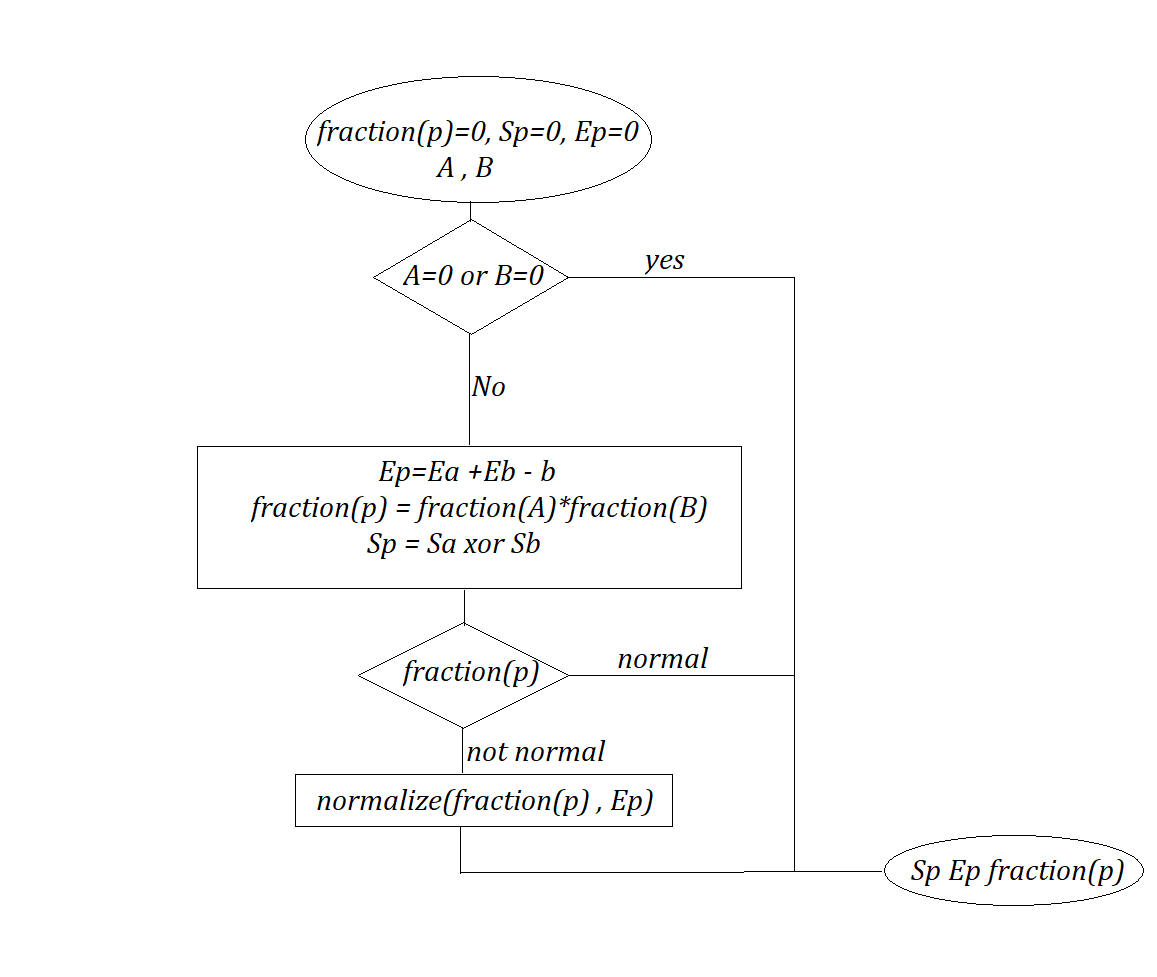 fraction(p)=0, Sp=0, Ep=0
A , B
A=0 or B=0
yes
No
Ep=Ea +Eb - b
fraction(p) = fraction(A)*fraction(B)
Sp = Sa xor Sb
fraction(p)
normal
not normal
normalize(fraction(p) , Ep)
Sp Ep fraction(p)